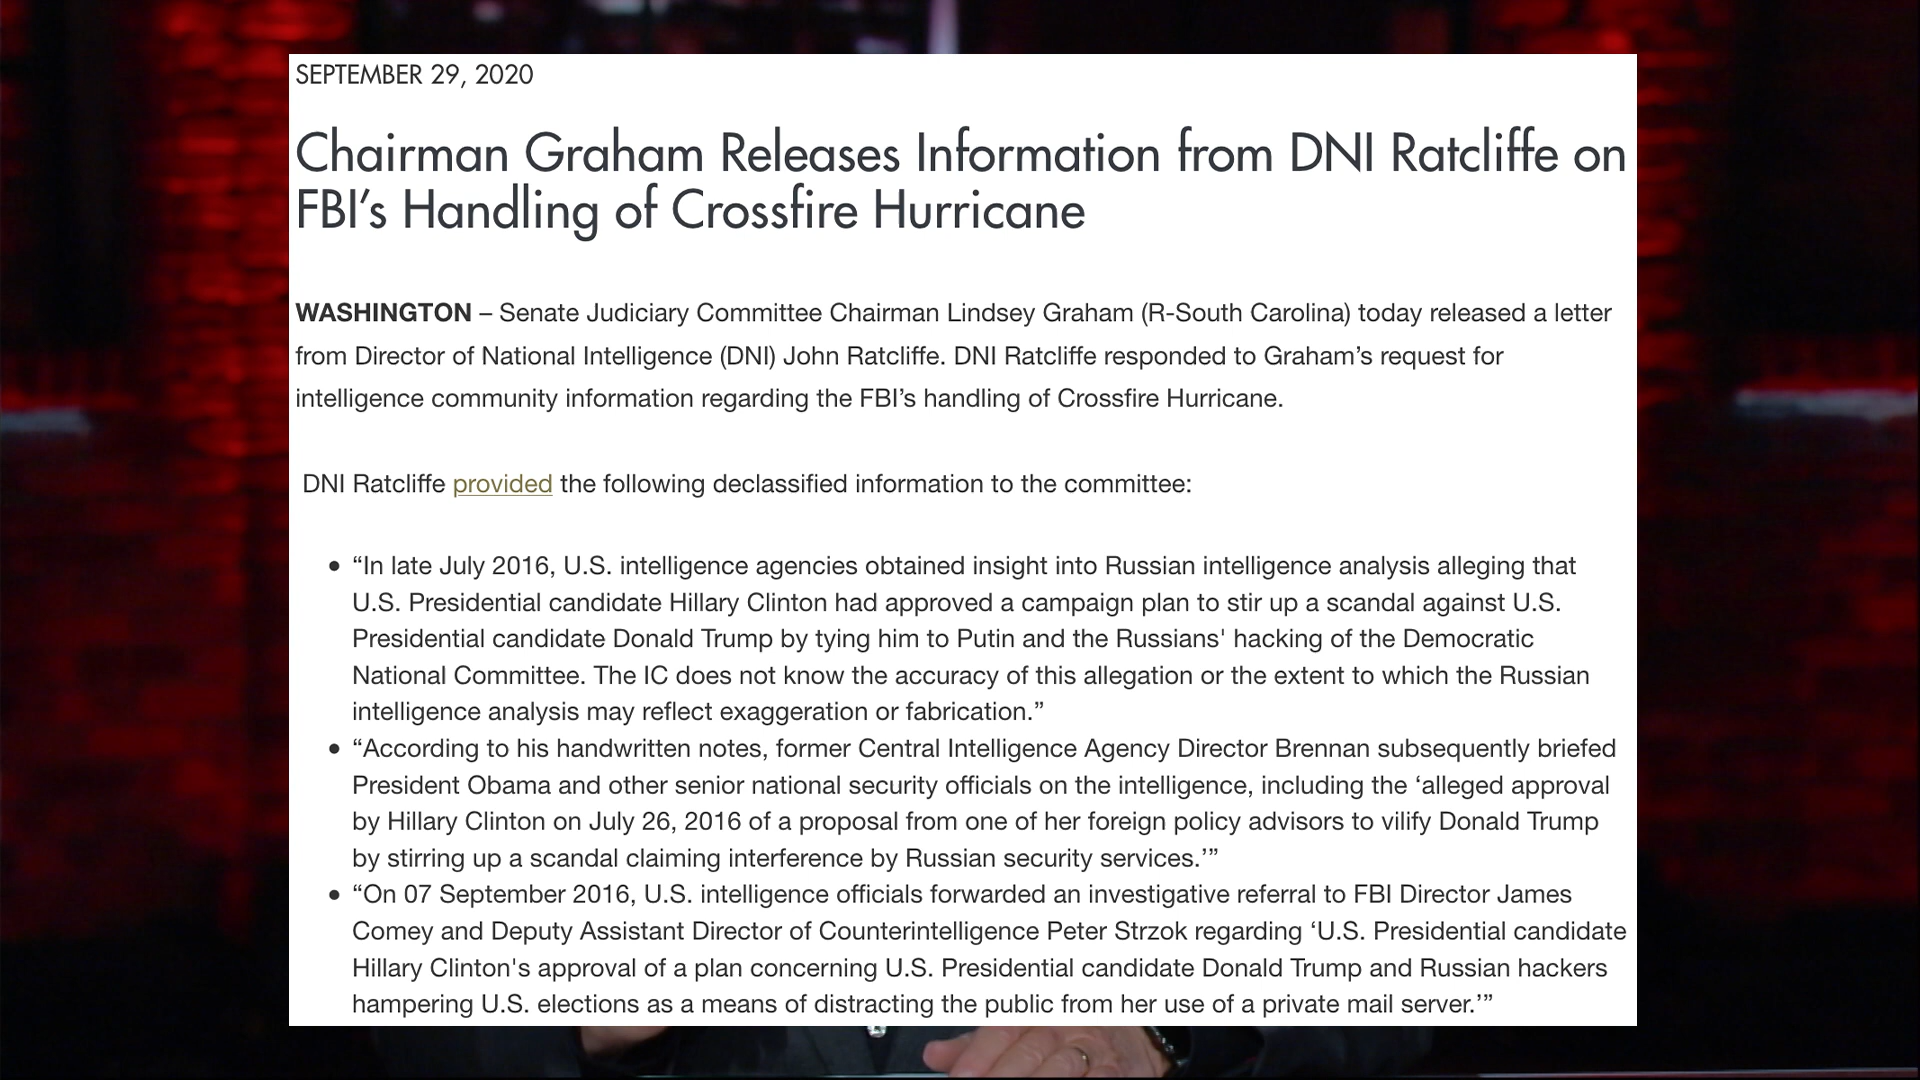 SEPTEMBER 29, 2020
Chairman Graham Releases Information from DNI Ratcliffe on
FBI’s Handling of Crossfire Hurricane
WASHINGTON – Senate Judiciary Committee Chairman Lindsey Graham (R-South Carolina) today released a letter
from Director of National Intelligence (DNI) John Ratcliffe. DNI Ratcliffe responded to Graham’s request for
intelligence community information regarding the FBI’s handling of Crossfire Hurricane.
DNI Ratcliffe provided the following declassified information to the committee:
• “In late July 2016, U.S. intelligence agencies obtained insight into Russian intelligence analysis alleging that
U.S. Presidential candidate Hillary Clinton had approved a campaign plan to stir up a scandal against U.S.
Presidential candidate Donald Trump by tying him to Putin and the Russians' hacking of the Democratic
National Committee. The IC does not know the accuracy of this allegation or the extent to which the Russian
intelligence analysis may reflect exaggeration or fabrication.”
• “According to his handwritten notes, former Central Intelligence Agency Director Brennan subsequently briefed
President Obama and other senior national security officials on the intelligence, including the ‘alleged approval
by Hillary Clinton on July 26, 2016 of a proposal from one of her foreign policy advisors to vilify Donald Trump
by stirring up a scandal claiming interference by Russian security services.’”
• “On 07 September 2016, U.S. intelligence officials forwarded an investigative referral to FBI Director James
Comey and Deputy Assistant Director of Counterintelligence Peter Strzok regarding ‘U.S. Presidential candidate
Hillary Clinton's approval of a plan concerning U.S. Presidential candidate Donald Trump and Russian hackers
hampering U.S. elections as a means of distracting the public from her use of a private mail server.’”